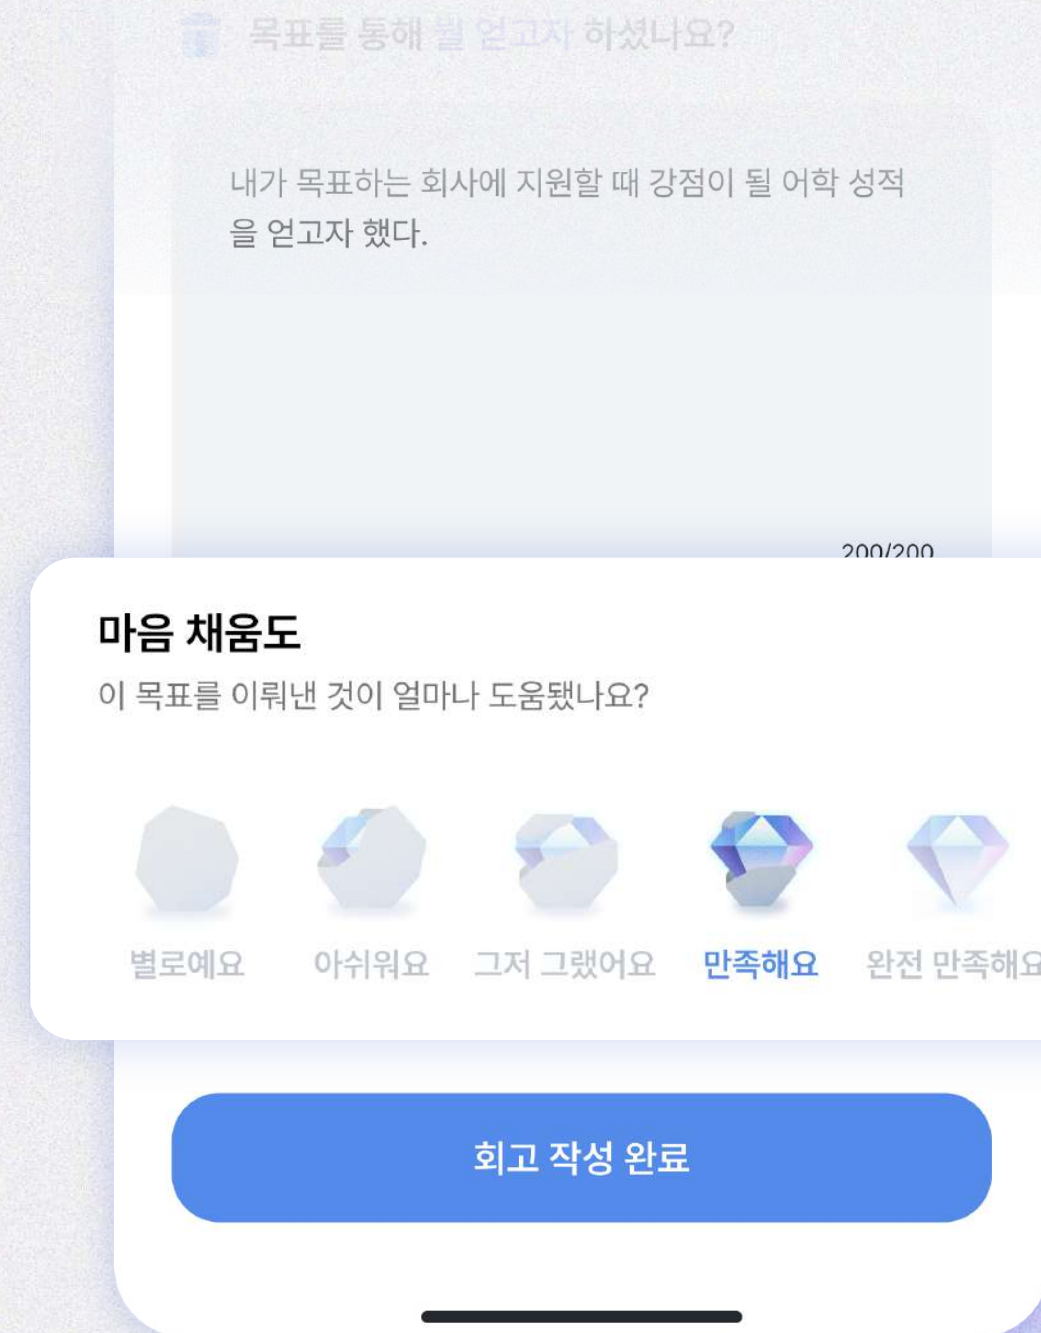 목표를 통해 뭘 얻고자 하셨나요?
내가 목표하는 회사에 지원할 때 강점이 될 어학 성적
을 얻고자 했다.
200/200
마음 채움도
이 목표를 이뤄낸 것이 얼마나 도움됐나요?
별로예요 아쉬워요 그저 그랬어요 만족해요 완전 만족해요
회고 작성 완료